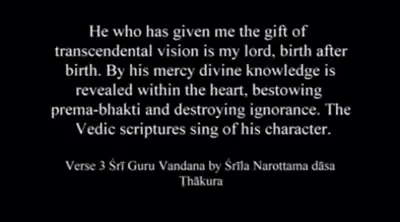 He who has given me the gift of
transcendental vision is my lord, birth after
birth. By his mercy divine knowledge is
revealed within the heart, bestowing
prema-bhakti and destroying ignorance. The
Vedic scriptures sing of his character.
Verse 3 Śrī Guru Vandana by Śrīla Narottama dāsa
Ṭhākura